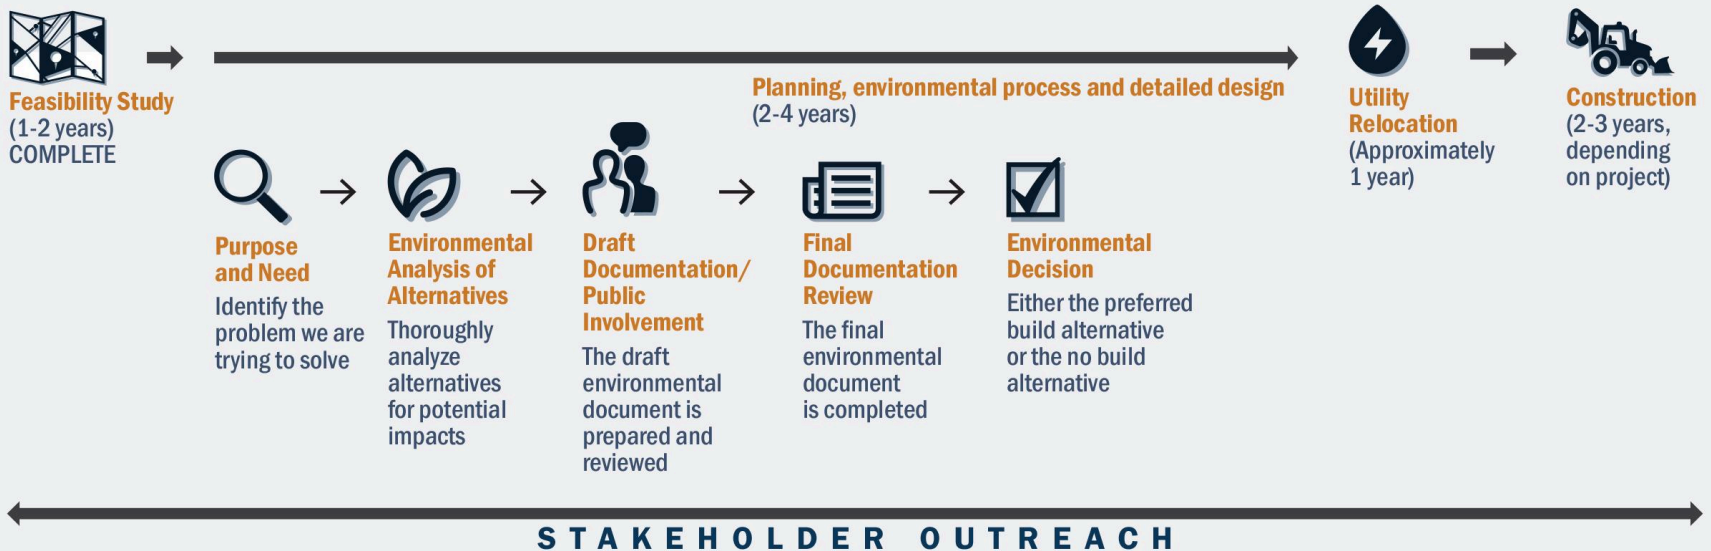 Feasibility Study
(1-2 years)
COMPLETE
Planning, environmental process and detailed design
(2-4 years)
Utility
Relocation
(Approximately
1 year)
Construction
(2-3 years,
depending
on project)
Purpose
and Need
Identify the
problem we are
trying to solve
Environmental
Analysis of
Alternatives
Thoroughly
analyze
alternatives
for potential
impacts
Draft
Documentation/
Public
Involvement
The draft
environmental
document is
prepared and
reviewed
Final
Documentation
Review
The final
environmental
document
is completed
Environmental
Decision
Either the preferred
build alternative
or the no build
alternative
STAKEHOLDER OUTREACH